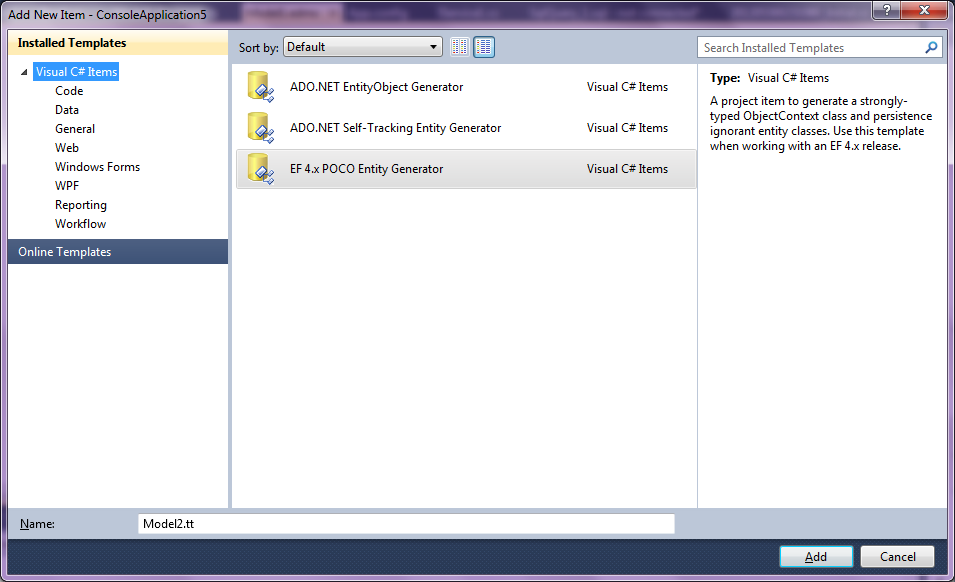 Add New Item - ConsoleApplication5
?
Installed Templates
Visual C# Items
Code
Data
General
Web
Windows Forms
WPF
Reporting
Workflow
Online Templates
Sort by: Default
ADO.NET EntityObject Generator Visual C# Items
ADO.NET Self-Tracking Entity Generator Visual C# Items
EF 4.x POCO Entity Generator Visual C# Items
Search Installed Templates
Type: Visual C# Items
A project item to generate a strongly-
typed ObjectContext class and persistence
ignorant entity classes. Use this template
when working with an EF 4.x release.
Name: Model2.tt
Add Cancel